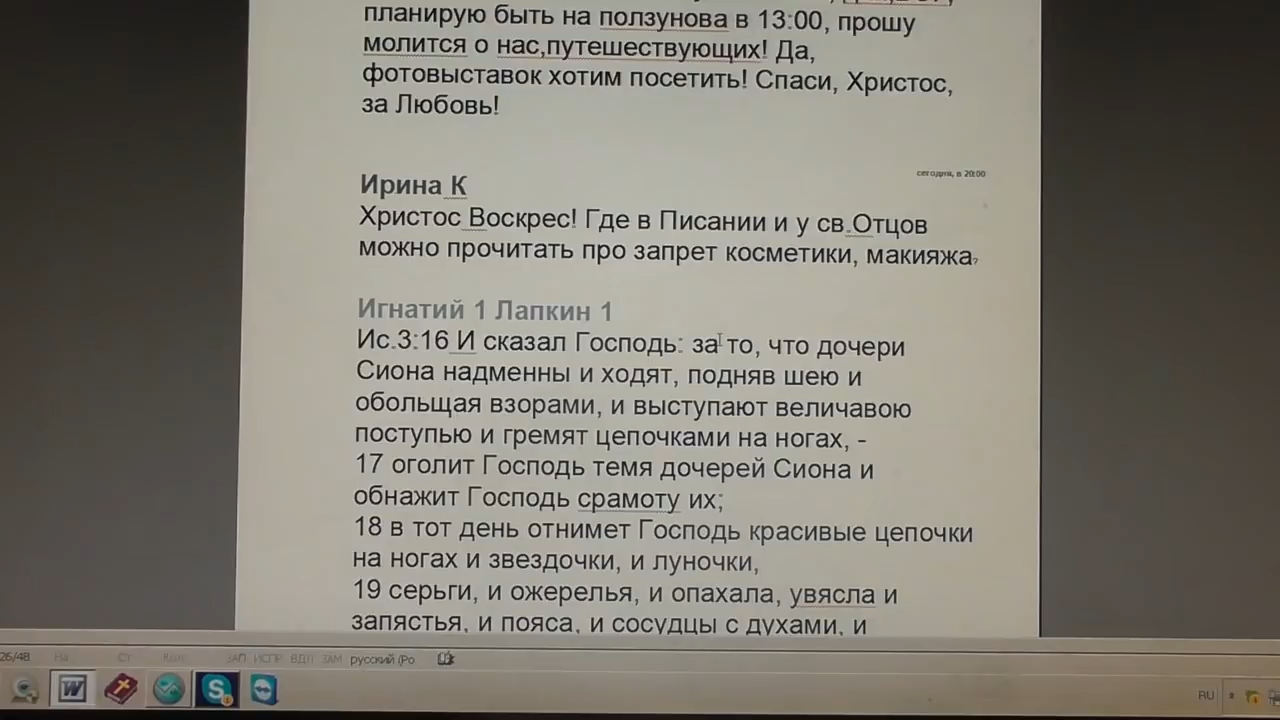 планирую быть на ползунова в 13:00, прошу
молится о нас,путешествующих! Да,
фотовыставок хотим посетить! Спаси, Христос,
за Любовь!
сегодня, в 20:00
Ирина К
Христос Воскрес! Где в Писании и у св.Отцов
можно прочитать про запрет косметики, макияжа?
Игнатий 1 Лапкин 1
Ис.3:16 И сказал Господь: за то, что дочери
Сиона надменны и ходят, подняв шею и
обольщая взорами, и выступают величавою
поступью и гремят цепочками на ногах, -
17 оголит Господь темя дочерей Сиона и
обнажит Господь срамоту их;
18 в тот день отнимет Господь красивые цепочки
на ногах и звездочки, и луночки,
19 серьги, и ожерелья, и опахала, увясла и
запястья, и пояса, и сосудцы с духами, и
26/48 На Ст Кол ЗАП ИСПР ВДЛ ЗАМ русский (Ро
RU